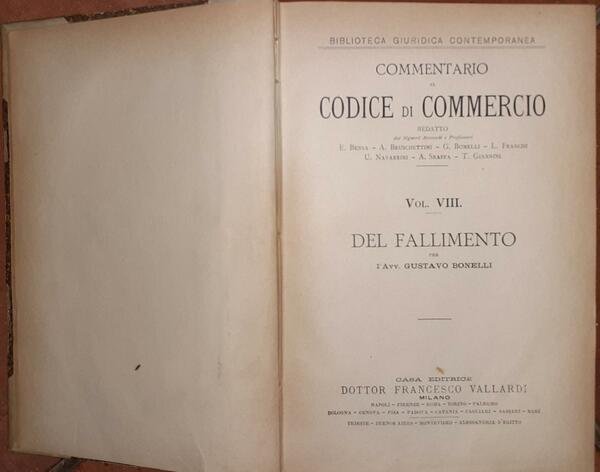 BIBLIOTECA GIURIDICA CONTEMPORANEA
COMMENTARIO
AL
CODICE DI COMMERCIO
REDATTO
dai Signori Avvocati e Professori
E. BENSA - A. BRUSCHETTINI - G. BONELLI - L. FRANCHI
U. NAVARRINI - A. SRAFFA - T. GIANNINI
VOL. VIII.
DEL FALLIMENTO
PER
l'AVV. GUSTAVO BONELLI
CASA EDITRICE
DOTTOR FRANCESCO VALLARDI
MILANO
NAPOLI - FIRENZE - ROMA - TORINO - PALERMO
BOLOGNA - GENOVA - PISA - PADOVA - CATANIA - CAGLIARI - SASSARI - BARI
TRIESTE - BUENOS AIRES - MONTEVIDEO - ALESSANDRIA D'EGITTO